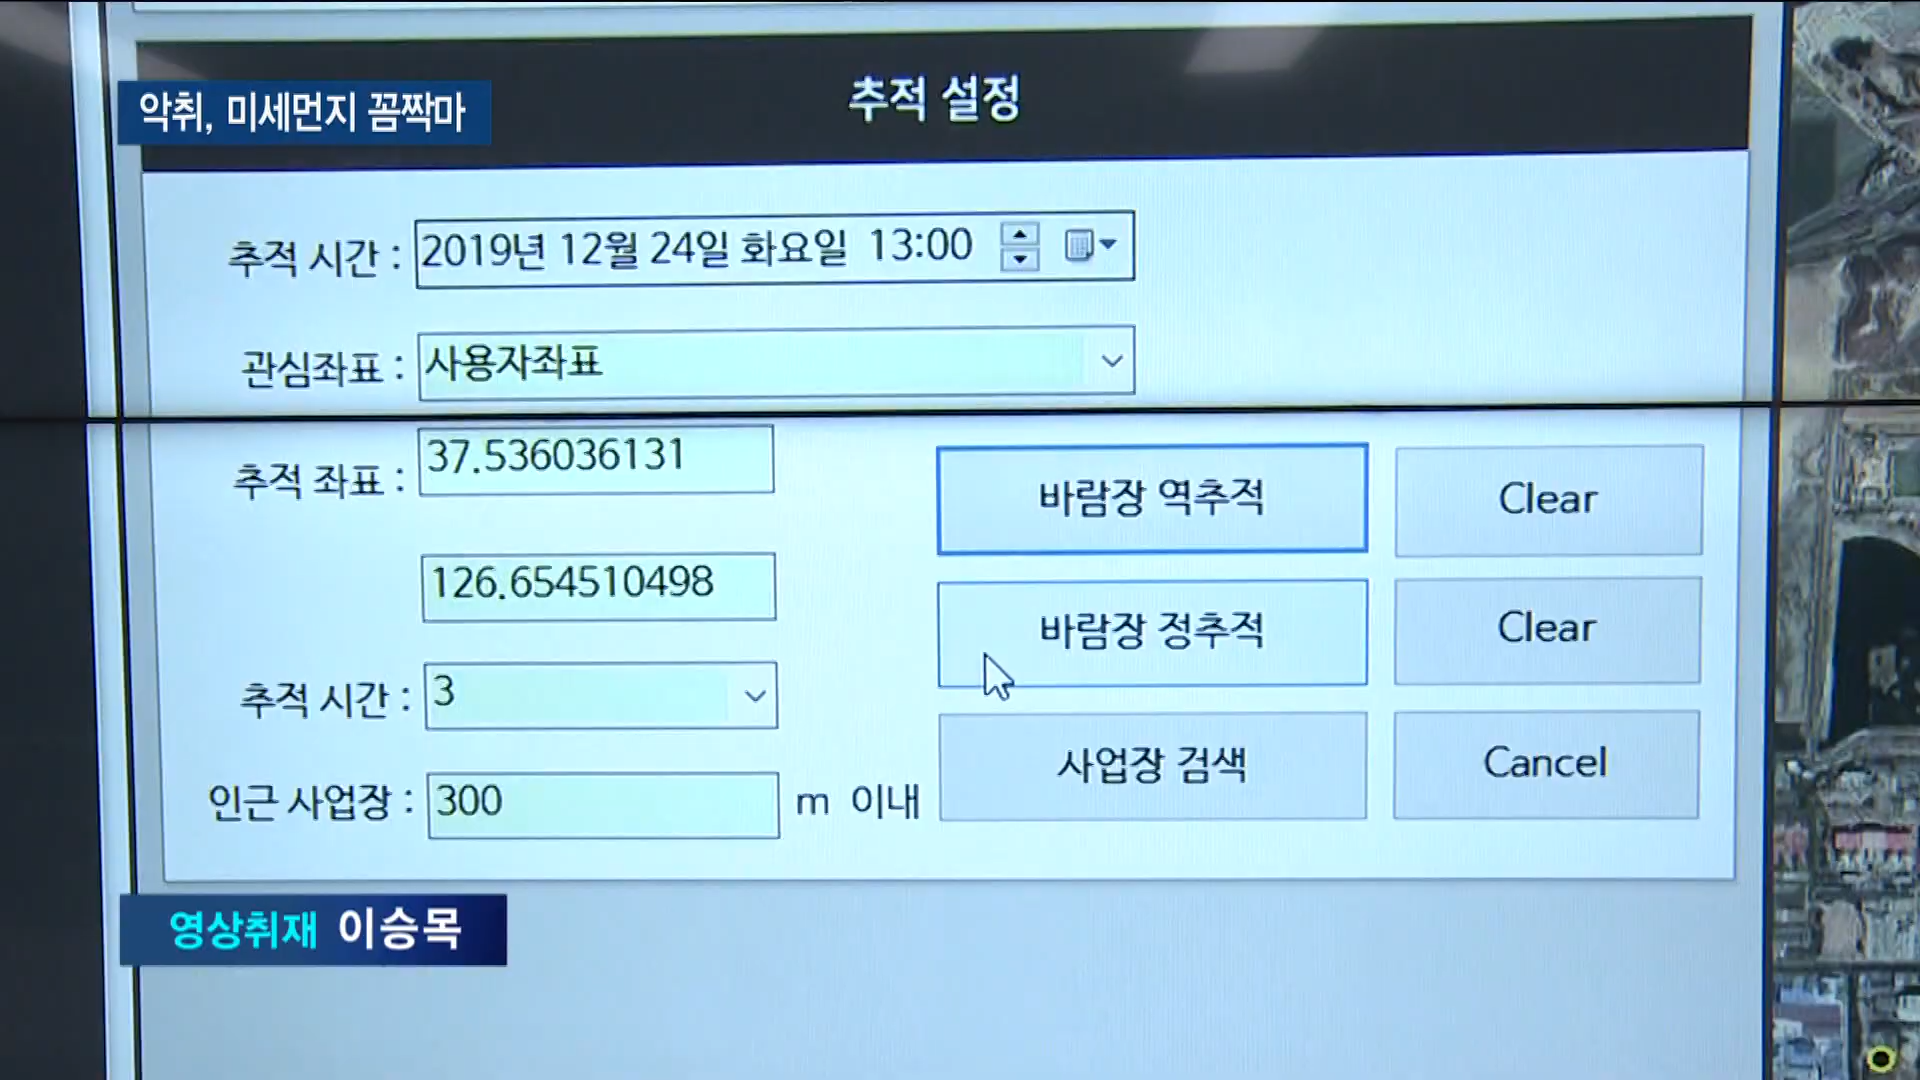 추적 설정
악취, 미세먼지 꼼짝마
추적 시간 : 2019년 12월 24일 화요일 13:00
관심좌표 : 사용자좌표
추적 좌표 : 37.536036131
126.654510498
바람장 역추적 Clear
바람장 정추적 Clear
추적 시간 : 3
사업장 검색 Cancel
인근 사업장 : 300 m 이내
영상취재 이승목